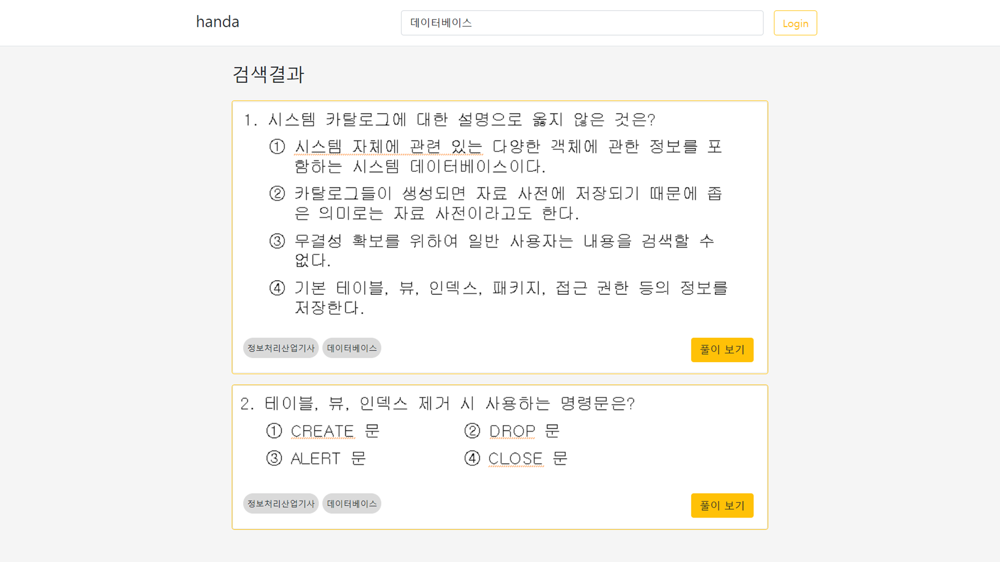 handa
데이터베이스
Login
검색결과
1. 시스템 카탈로그에 대한 설명으로 옳지 않은 것은?
① 시스템 자체에 관련 있는 다양한 객체에 관한 정보를 포
함하는 시스템 데이터베이스이다.
② 카탈로그들이 생성되면 자료 사전에 저장되기 때문에 좁
은 의미로는 자료 사전이라고도 한다.
③ 무결성 확보를 위하여 일반 사용자는 내용을 검색할 수
없다.
④ 기본 테이블, 뷰, 인덱스, 패키지, 접근 권한 등의 정보를
저장한다.
정보처리산업기사 데이터베이스 풀이 보기
2. 테이블, 뷰, 인덱스 제거 시 사용하는 명령문은?
① CREATE 문 ② DROP 문
③ ALERT 문 ④ CLOSE 문
정보처리산업기사 데이터베이스 풀이 보기